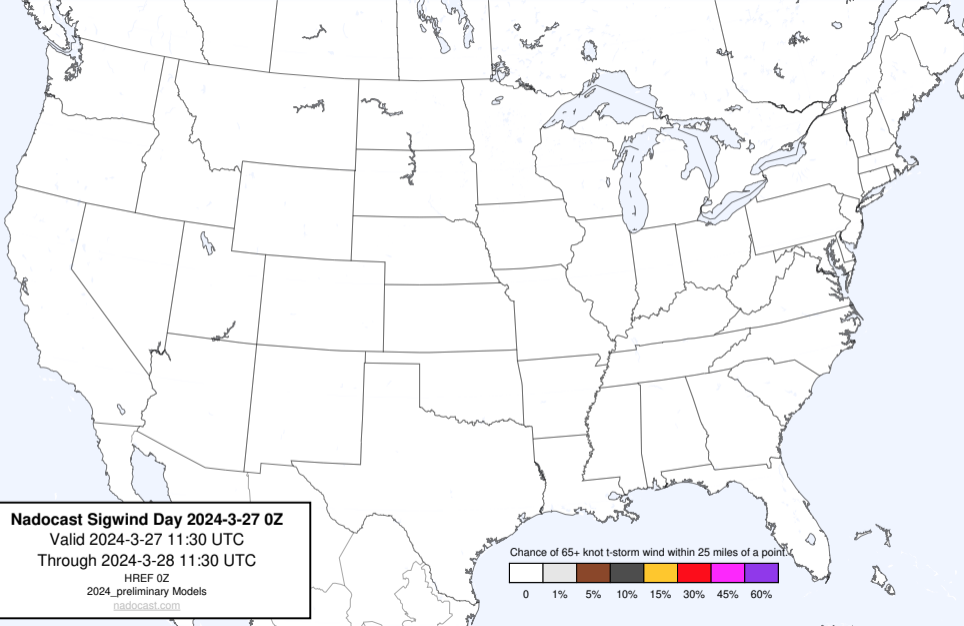 Nadocast Sigwind Day 2024-3-27 0Z
Valid 2024-3-27 11:30 UTC
Through 2024-3-28 11:30 UTC
HREF 0Z
2024_preliminary Models
nadocast.com
Chance of 65+ knot t-storm wind within 25 miles of a point.
0 1% 5% 10% 15% 30% 45% 60%